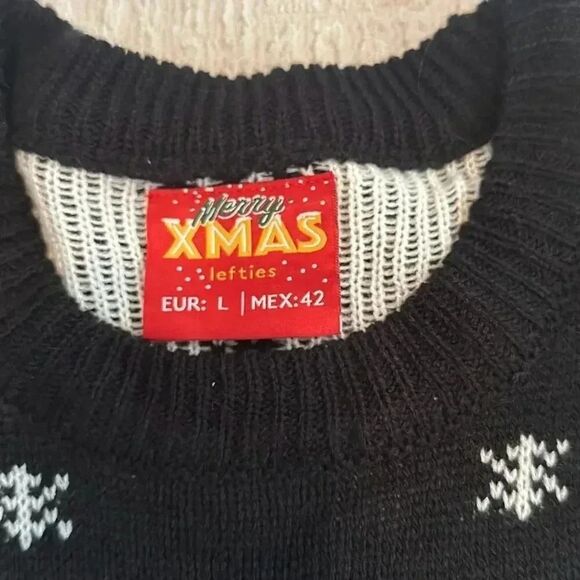 Merry
XMAS
lefties
EUR: L | MEX:42